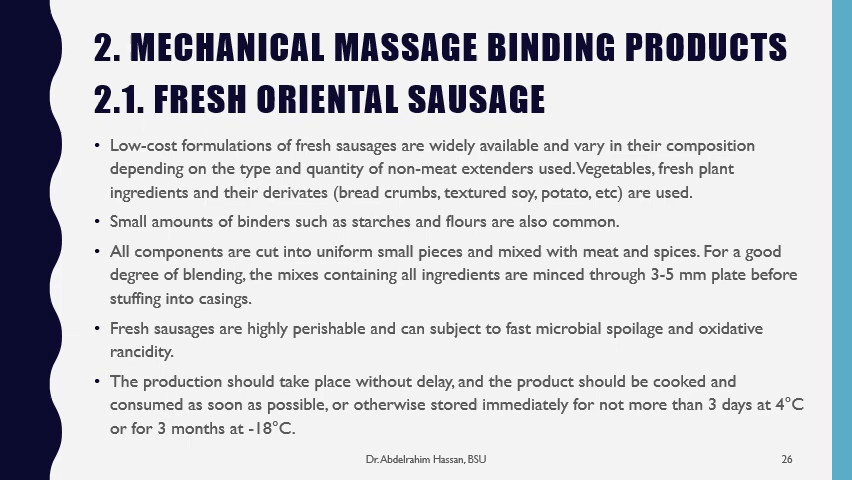 2. MECHANICAL MASSAGE BINDING PRODUCTS
2.1. FRESH ORIENTAL SAUSAGE
• Low-cost formulations of fresh sausages are widely available and vary in their composition
depending on the type and quantity of non-meat extenders used. Vegetables, fresh plant
ingredients and their derivates (bread crumbs, textured soy, potato, etc) are used.
• Small amounts of binders such as starches and flours are also common.
• All components are cut into uniform small pieces and mixed with meat and spices. For a good
degree of blending, the mixes containing all ingredients are minced through 3-5 mm plate before
stuffing into casings.
• Fresh sausages are highly perishable and can subject to fast microbial spoilage and oxidative
rancidity.
• The production should take place without delay, and the product should be cooked and
consumed as soon as possible, or otherwise stored immediately for not more than 3 days at 4°C
or for 3 months at -18°C.
Dr. Abdelrahim Hassan, BSU
26